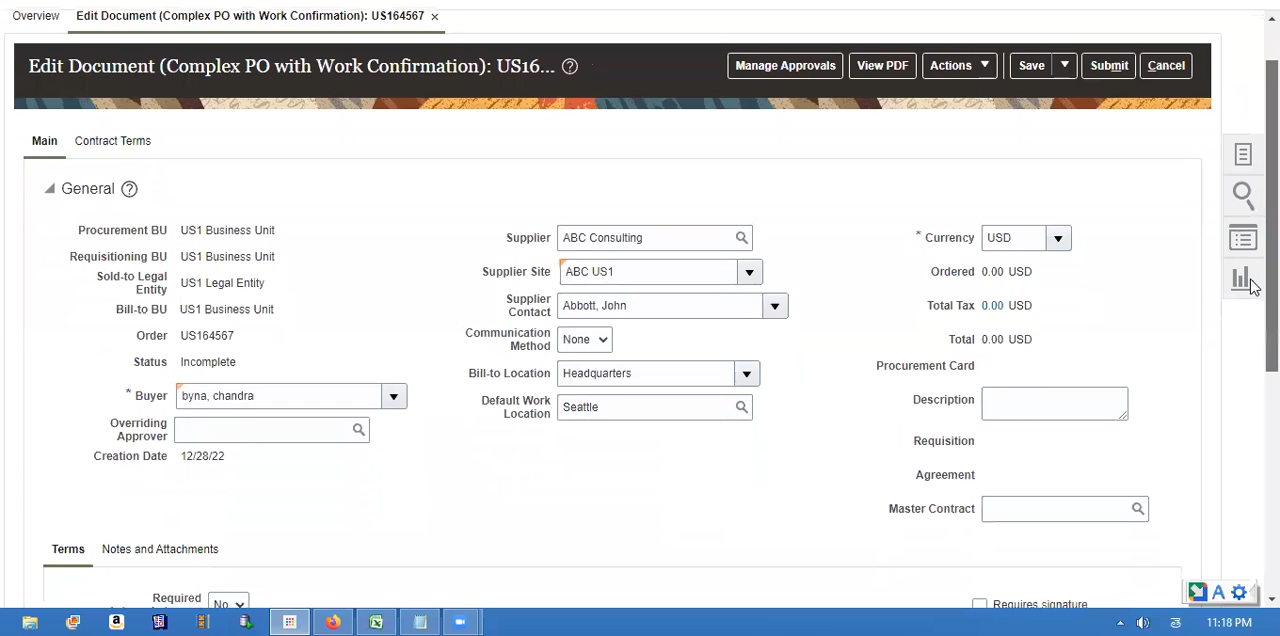 Overview
Edit Document (Complex PO with Work Confirmation): US164567 ×
Edit Document (Complex PO with Work Confirmation): US16... ?
Manage Approvals
View PDF
Actions
Save
Submit
Cancel
Main
Contract Terms
General ?
Procurement BU US1 Business Unit
Requisitioning BU US1 Business Unit
Sold-to Legal
Entity US1 Legal Entity
Bill-to BU US1 Business Unit
Order US164567
Status Incomplete
* Buyer byna, chandra
Overriding
Approver
Creation Date 12/28/22
Supplier ABC Consulting
Supplier Site ABC US1
Supplier
Contact Abbott, John
Communication
Method None
Bill-to Location Headquarters
Default Work
Location Seattle
* Currency USD
Ordered 0.00 USD
Total Tax 0.00 USD
Total 0.00 USD
Procurement Card
Description
Requisition
Agreement
Master Contract
Terms
Notes and Attachments
Required
No
Requires signature
A
a
11:18 PM